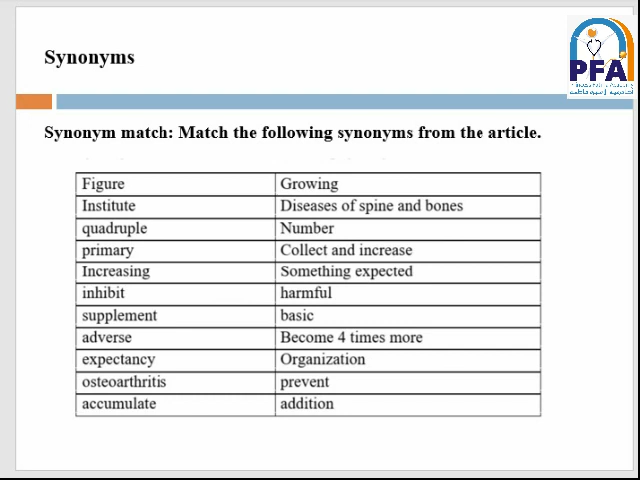 Synonyms
PFA
Synonym match: Match the following synonyms from the article.
Figure Growing
Institute Diseases of spine and bones
quadruple Number
primary Collect and increase
Increasing Something expected
inhibit harmful
supplement basic
adverse Become 4 times more
expectancy Organization
osteoarthritis prevent
accumulate addition